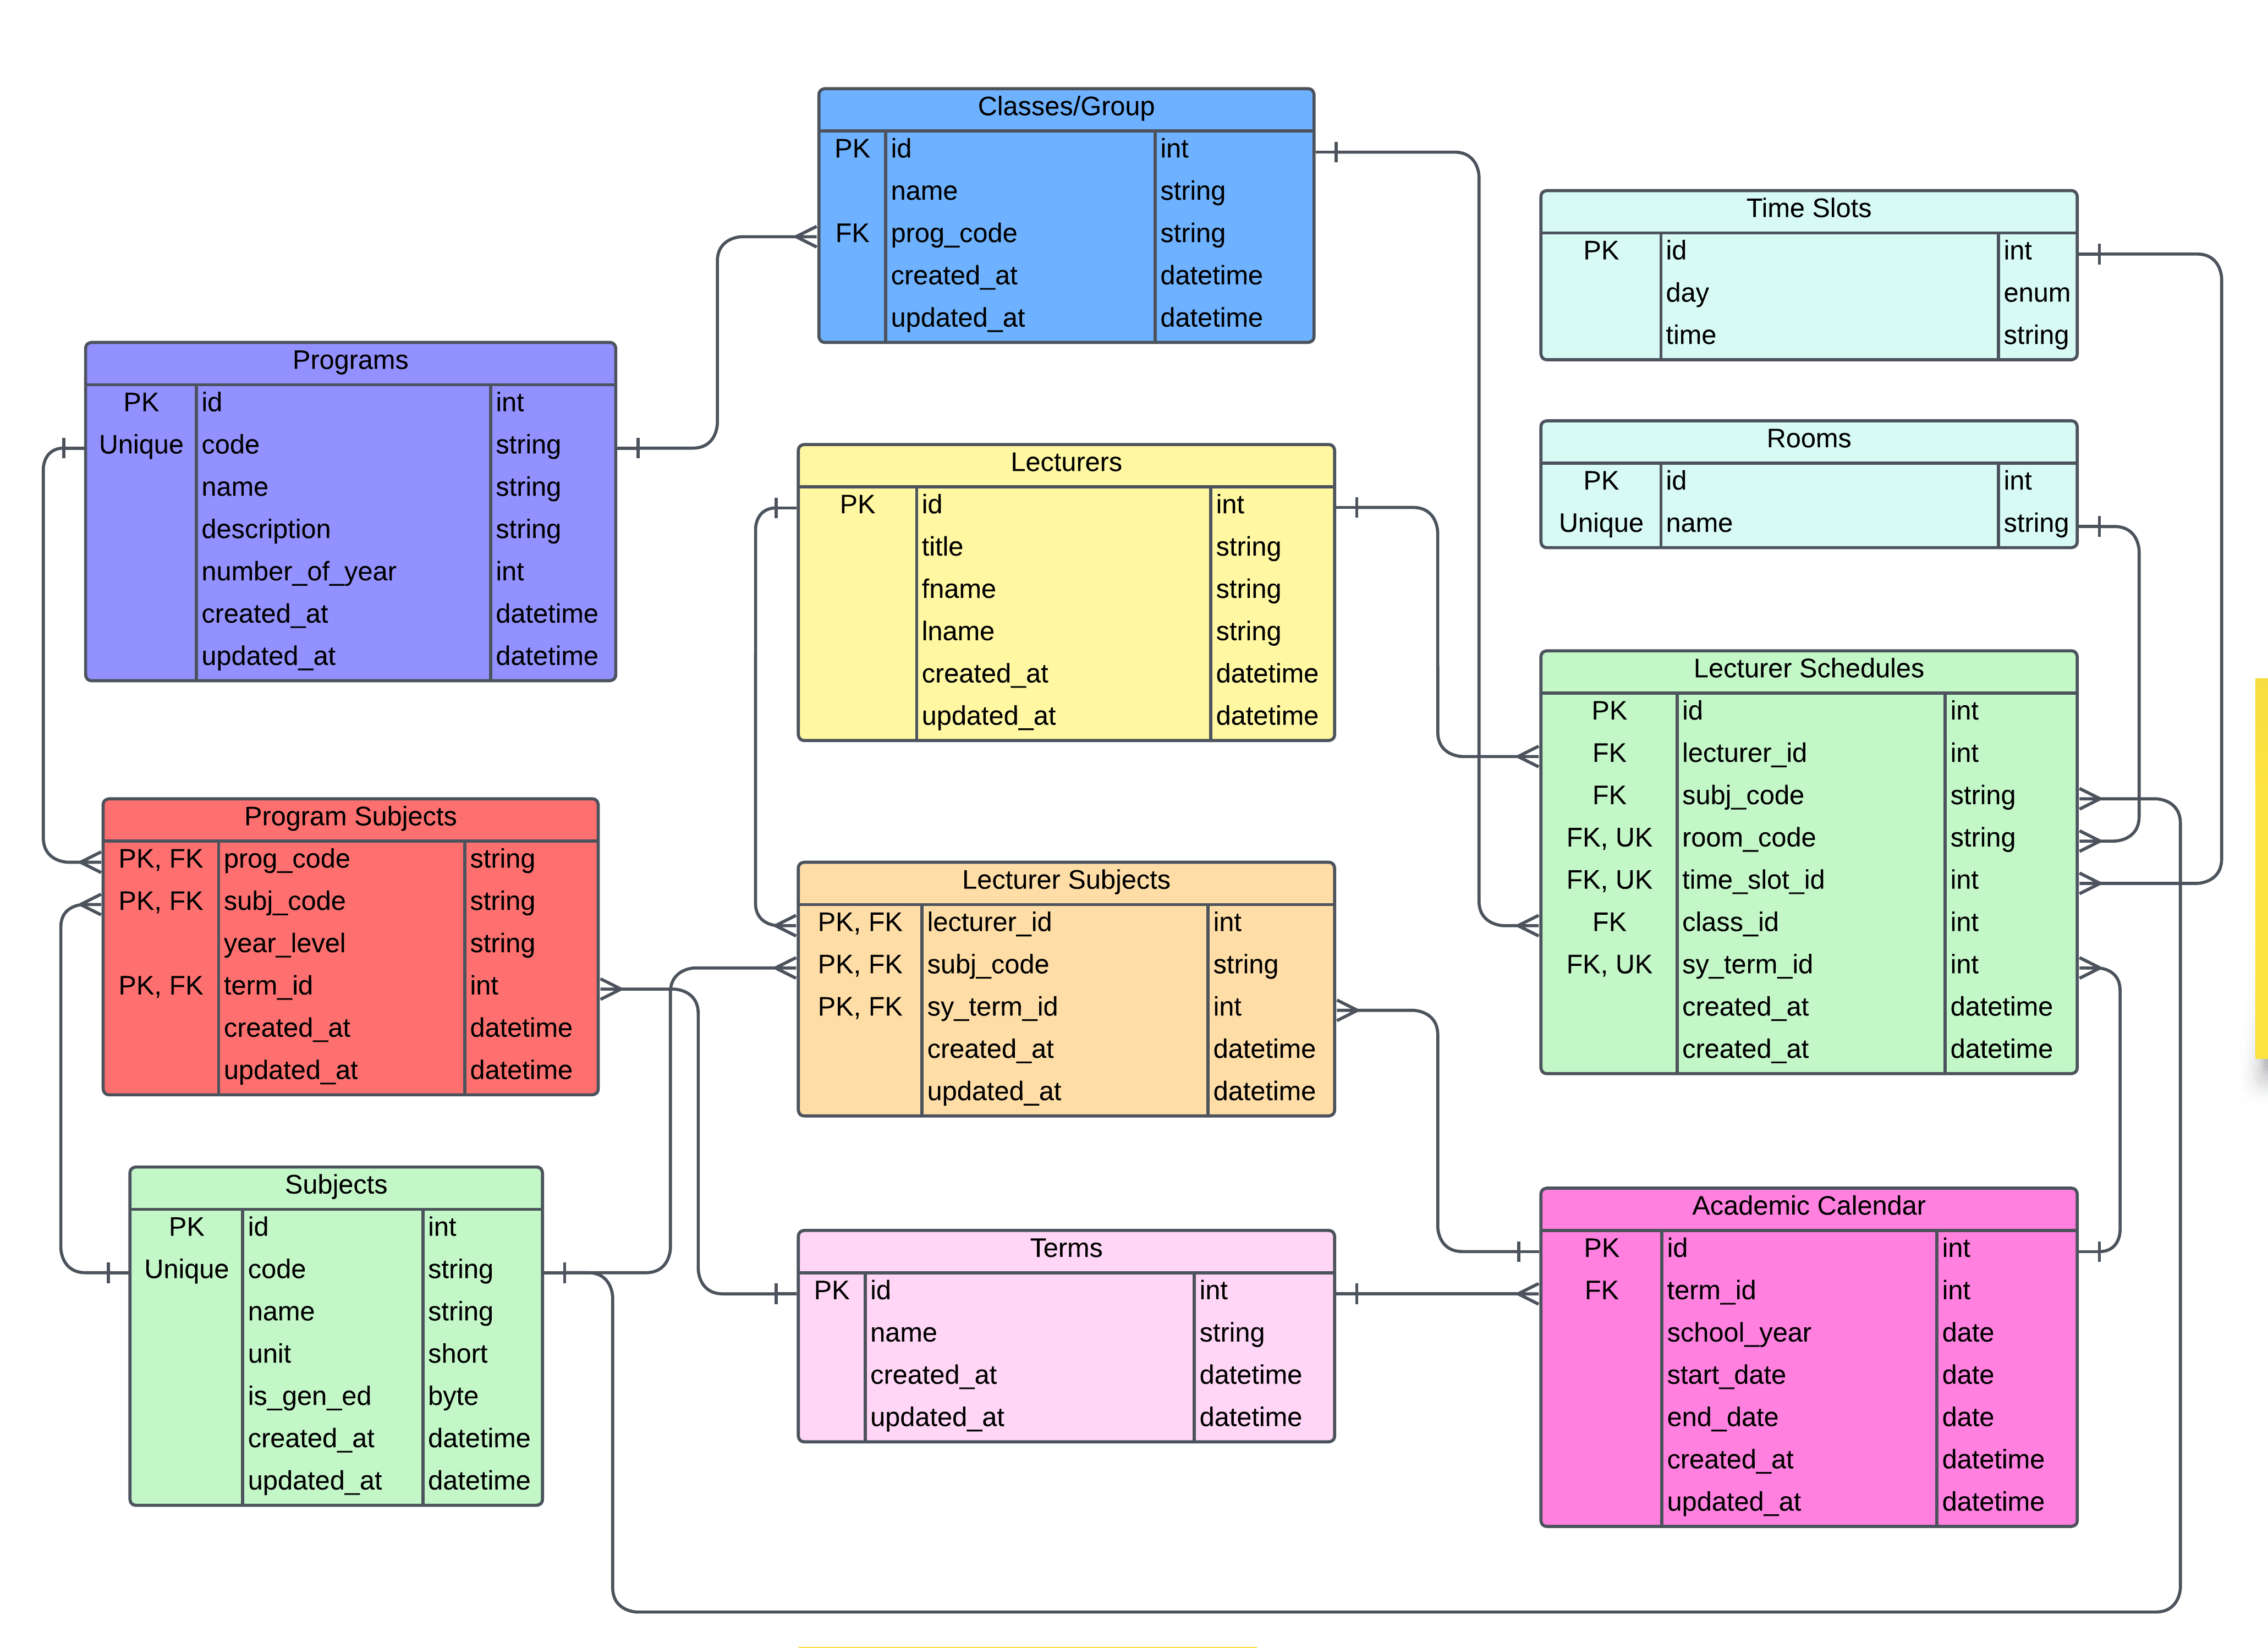 Classes/Group
PK id int
name string
FK prog_code string
created_at datetime
updated_at datetime
Time Slots
PK id int
day enum
time string
Programs
PK id int
Unique code string
name string
description string
number_of_year int
created_at datetime
updated_at datetime
Lecturers
PK id int
title string
fname string
lname string
created_at datetime
updated_at datetime
Rooms
PK id int
Unique name string
Lecturer Schedules
PK id int
FK lecturer_id int
FK subj_code string
FK, UK room_code string
FK, UK time_slot_id int
FK class_id int
FK, UK sy_term_id int
created_at datetime
created_at datetime
Program Subjects
PK, FK prog_code string
PK, FK subj_code string
year_level string
PK, FK term_id int
created_at datetime
updated_at datetime
Lecturer Subjects
PK, FK lecturer_id int
PK, FK subj_code string
PK, FK sy_term_id int
created_at datetime
updated_at datetime
Subjects
PK id int
Unique code string
name string
unit short
is_gen_ed byte
created_at datetime
updated_at datetime
Terms
PK id int
name string
created_at datetime
updated_at datetime
Academic Calendar
PK id int
FK term_id int
school_year date
start_date date
end_date date
created_at datetime
updated_at datetime